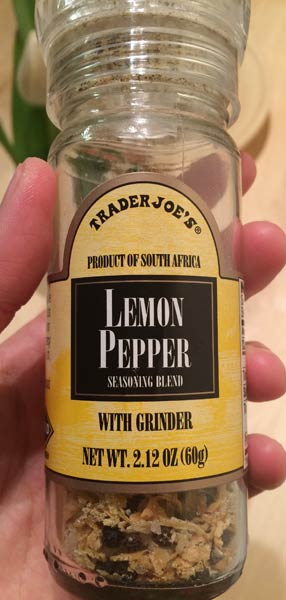 TRADER JOE'S®
PRODUCT OF SOUTH AFRICA
LEMON
PEPPER
SEASONING BLEND
WITH GRINDER
NET WT. 2.12 OZ (60g)